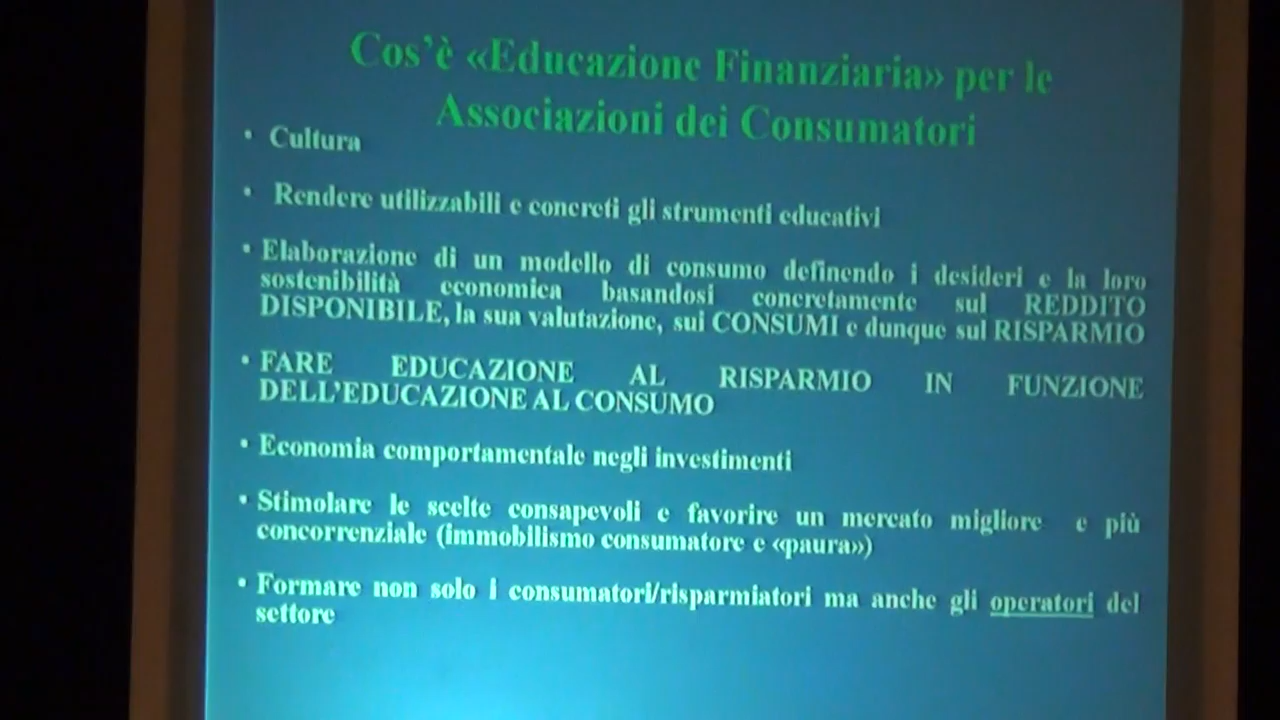 Cos'è «Educazione Finanziaria» per le
Associazioni dei Consumatori
• Cultura
• Rendere utilizzabili e concreti gli strumenti educativi
• Elaborazione di un modello di consumo definendo i desideri e la loro
sostenibilità economica basandosi concretamente sul REDDITO
DISPONIBILE, la sua valutazione, sui CONSUMI e dunque sul RISPARMIO
• FARE EDUCAZIONE AL RISPARMIO IN FUNZIONE
DELL'EDUCAZIONE AL CONSUMO
• Economia comportamentale negli investimenti
• Stimolare le scelte consapevoli e favorire un mercato migliore e più
concorrenziale (immobilismo consumatore e «paura»)
• Formare non solo i consumatori/risparmiatori ma anche gli operatori del
settore